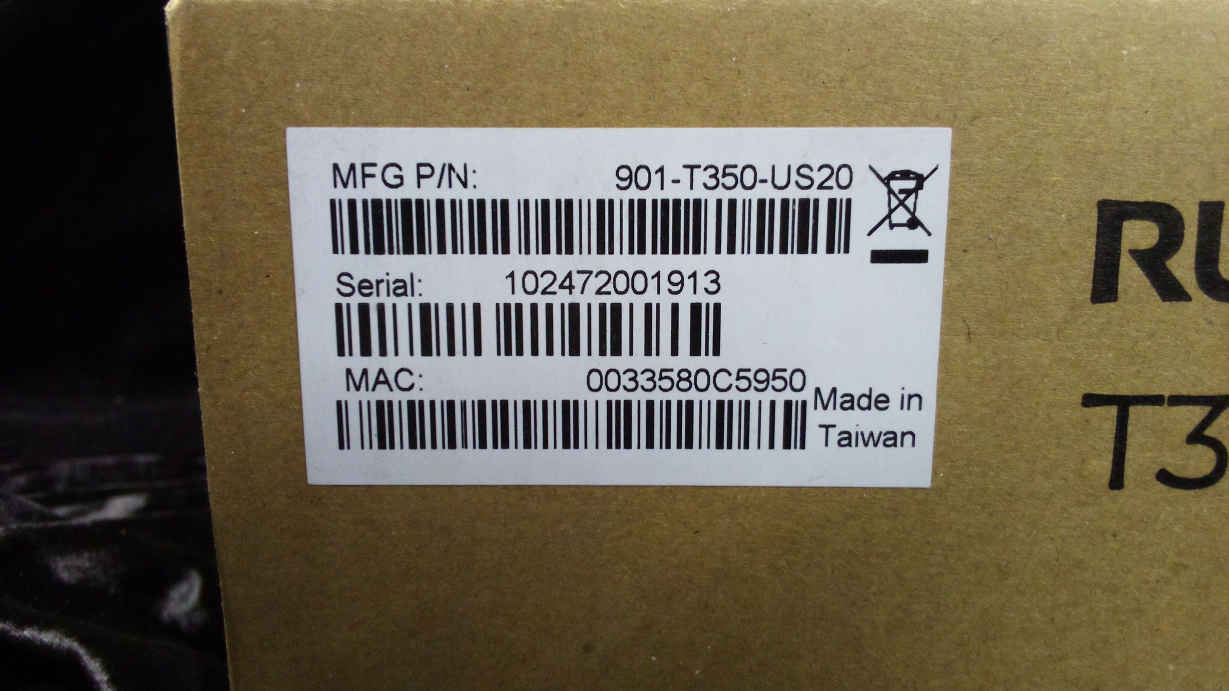 MFG P/N: 901-T350-US20
Serial: 102472001913
MAC: 0033580C5950
Made in
Taiwan
RU
T3